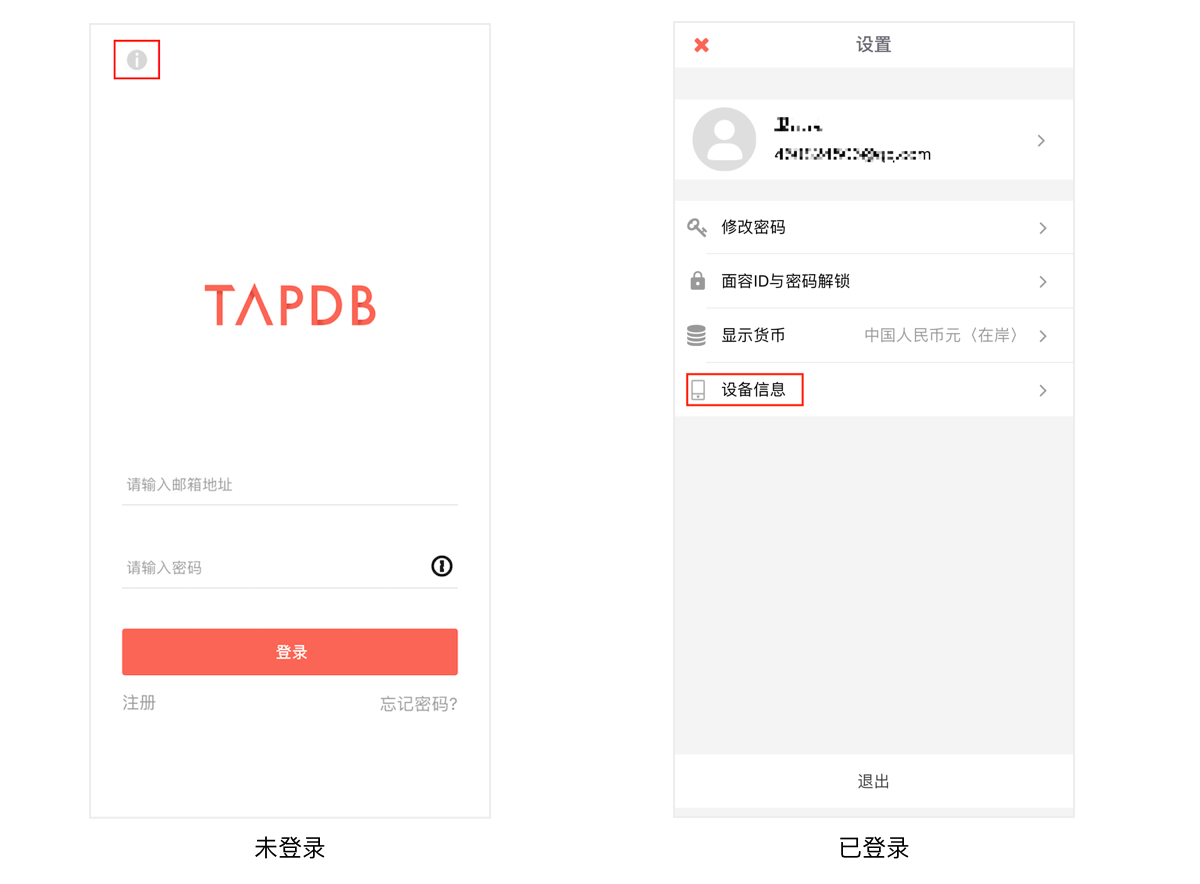 TAPDB
请输入邮箱地址
请输入密码
登录
注册
忘记密码?
未登录
设置
修改密码
面容ID与密码解锁
显示货币
中国人民币元（在岸）
设备信息
退出
已登录